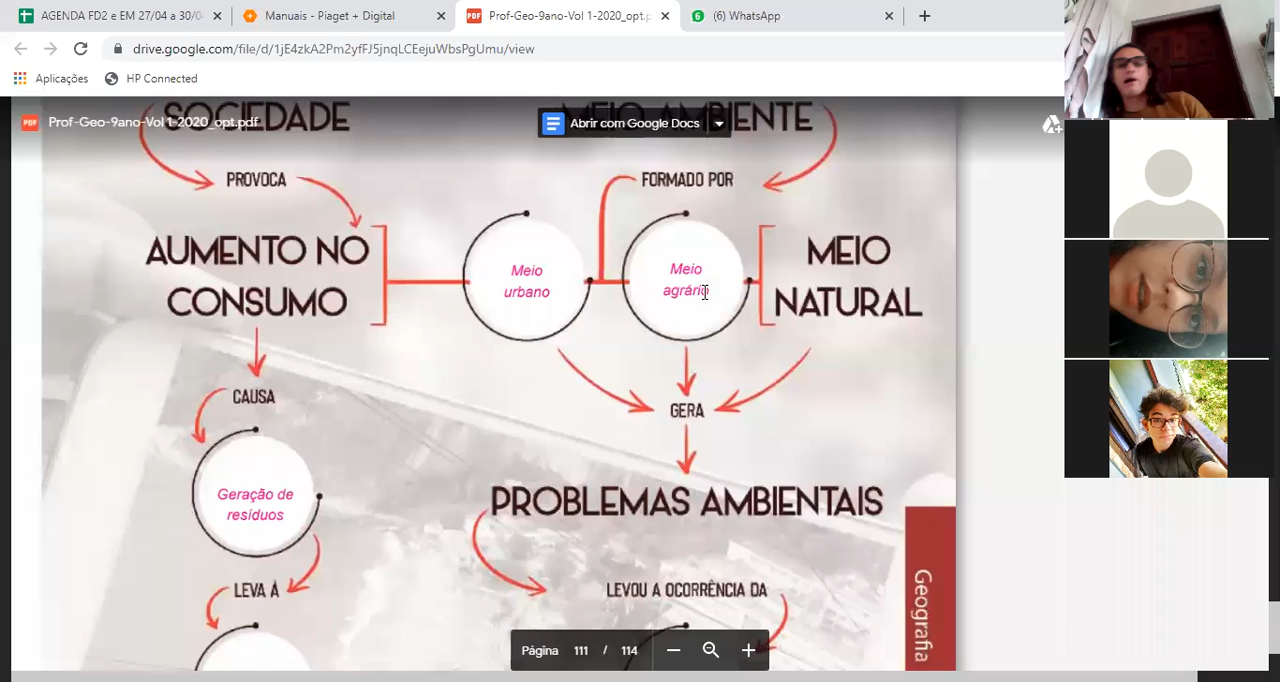 AGENDA FD2 e EM 27/04 a 30/0
Manuais - Piaget + Digital
Prof-Geo-9ano-Vol 1-2020_opt.p
(6) WhatsApp
drive.google.com/file/d/1jE4zkA2Pm2yfFJ5jnqLCEejuWbsPgUmu/view
Aplicações
HP Connected
SOCIEDADE
MEIO AMBIENTE
Prof-Geo-9ano-Vol 1-2020_opt.pdf
Abrir com Google Docs
PROVOCA
FORMADO POR
AUMENTO NO
CONSUMO
Meio
urbano
Meio
agrário
MEIO
NATURAL
CAUSA
GERA
Geração de
resíduos
PROBLEMAS AMBIENTAIS
LEVA À
LEVOU A OCORRÊNCIA DA
Geografia
Página 111 / 114